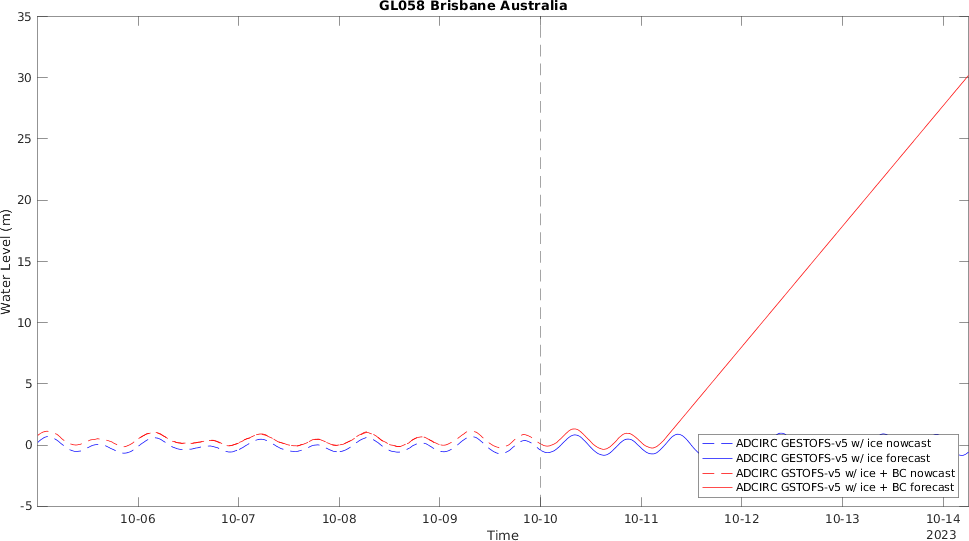 GL058 Brisbane Australia
35
30
25
20
15
10
5
0
-5
Water Level (m)
10-06 10-07 10-08 10-09 10-10 10-11 10-12 10-13 10-14
2023
Time
ADCIRC GESTOFS-v5 w/ ice nowcast
ADCIRC GESTOFS-v5 w/ ice forecast
ADCIRC GSTOFS-v5 w/ ice + BC nowcast
ADCIRC GSTOFS-v5 w/ ice + BC forecast